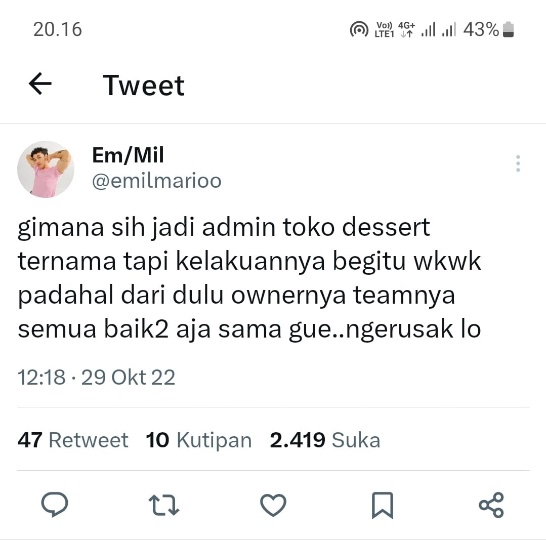 20.16
Vo)) LTE1 4G+ 43%
Tweet
Em/Mil
@emilmarioo
gimana sih jadi admin toko dessert
ternama tapi kelakuannya begitu wkwk
padahal dari dulu ownernya teamnya
semua baik2 aja sama gue..ngerusak lo
12:18 · 29 Okt 22
47 Retweet 10 Kutipan 2.419 Suka